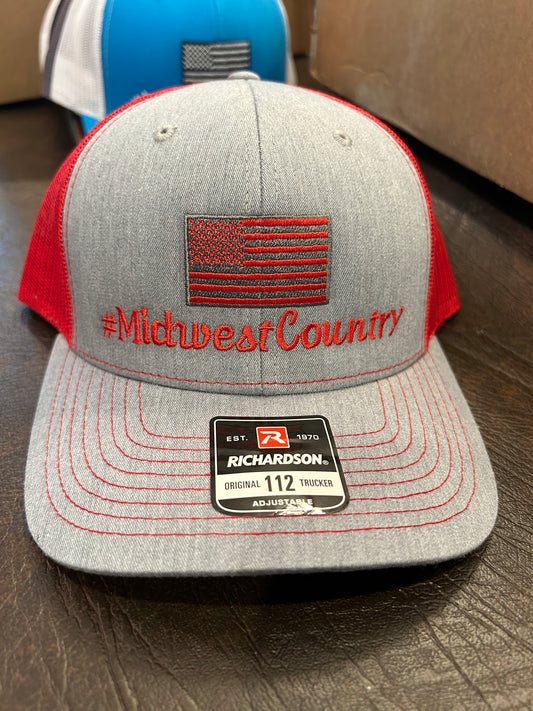 #MidwestCountry
EST. R 1970
RICHARDSON®
ORIGINAL 112 TRUCKER
ADJUSTABLE